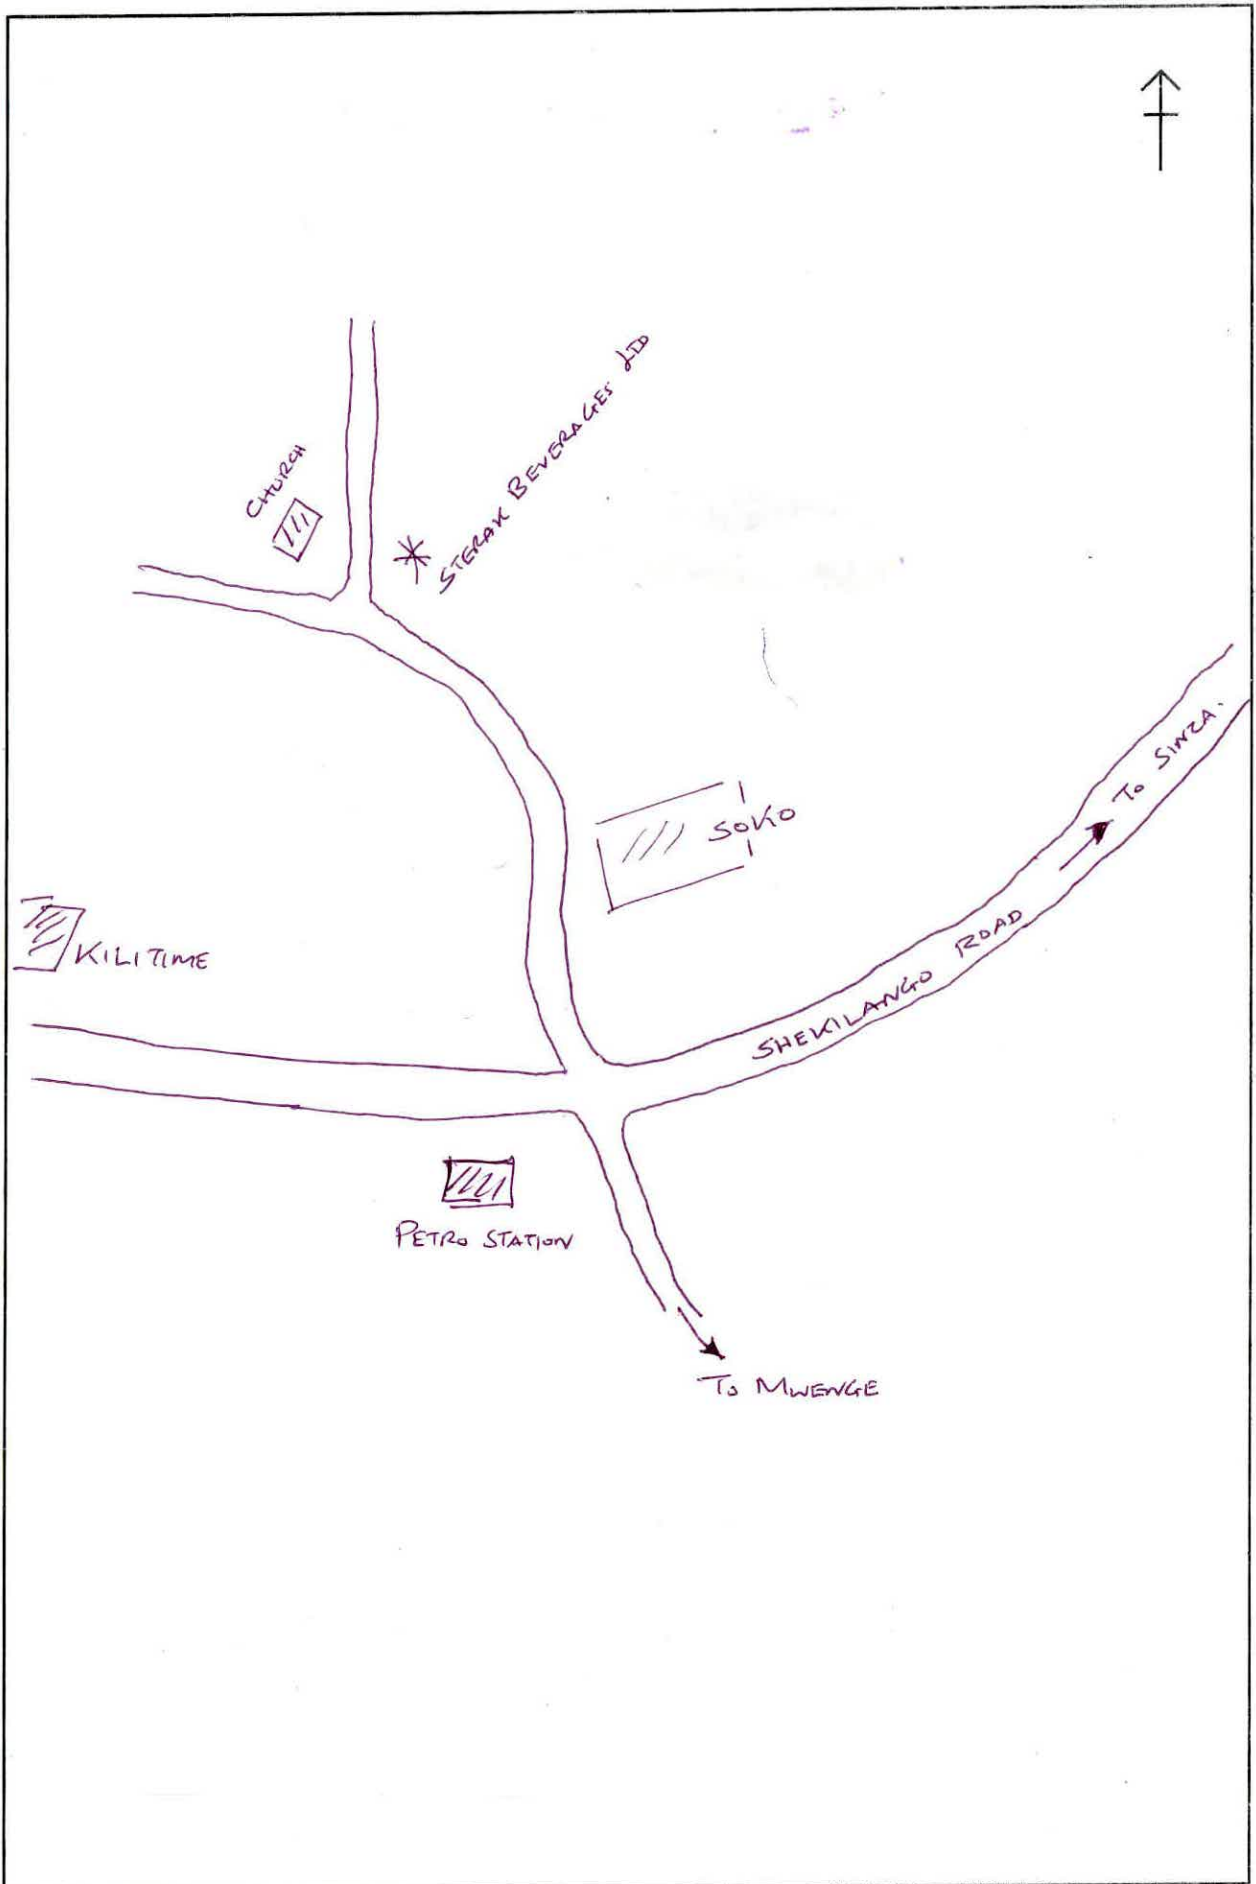 STERAK BEVERAGES LTD
CHURCH
TO SINZA.
SOKO
SHEKILANGO ROAD
KILITIME
PETRO STATION
TO MWENGE